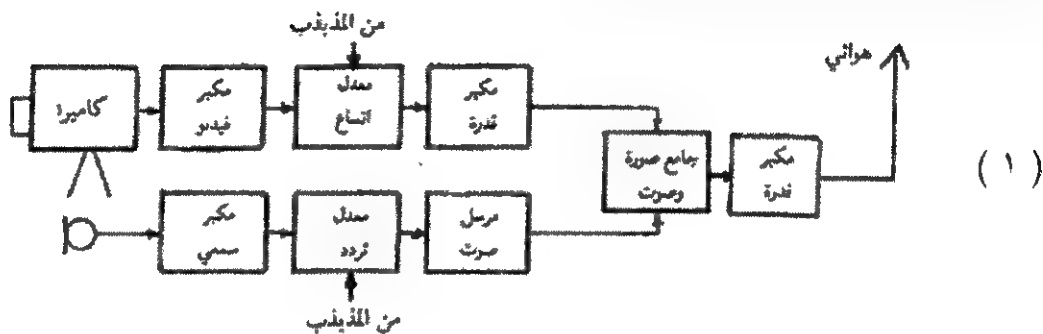 من المذبذب
هوائي
كاميرا
مكبر
فيديو
معدل
اتساع
مكبر
قدرة
جامع صورة
وصوت
مكبر
قدرة
(١)
مكبر
سمعي
معدل
تردد
مرسل
صوت
من المذبذب